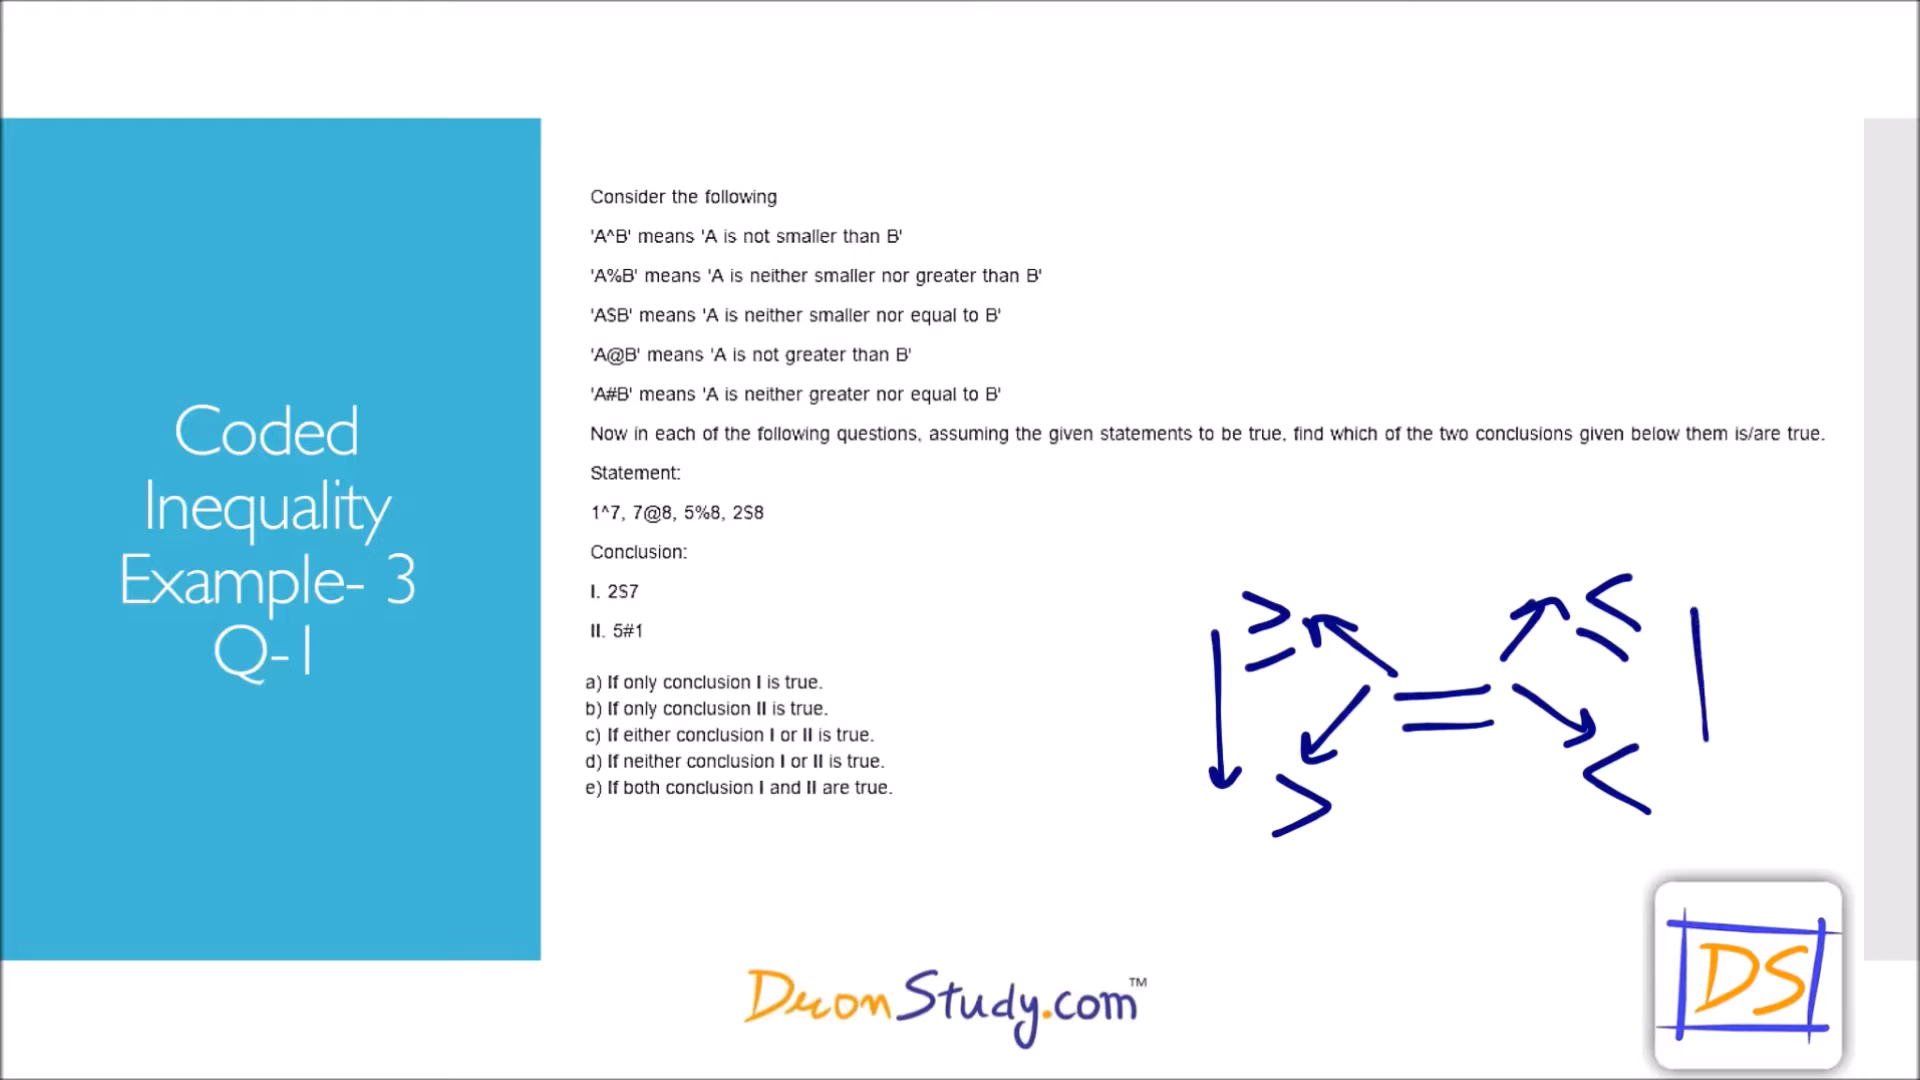 Coded
Inequality
Example- 3
Q-1
Consider the following
'A^B' means 'A is not smaller than B'
'A%B' means 'A is neither smaller nor greater than B'
'A$B' means 'A is neither smaller nor equal to B'
'A@B' means 'A is not greater than B'
'A#B' means 'A is neither greater nor equal to B'
Now in each of the following questions, assuming the given statements to be true, find which of the two conclusions given below them is/are true.
Statement:
1^7, 7@8, 5%8, 2$8
Conclusion:
I. 2$7
II. 5#1
a) If only conclusion I is true.
b) If only conclusion II is true.
c) If either conclusion I or II is true.
d) If neither conclusion I or II is true.
e) If both conclusion I and II are true.
≥ ≤
=
> <
DronStudy.com™
DS